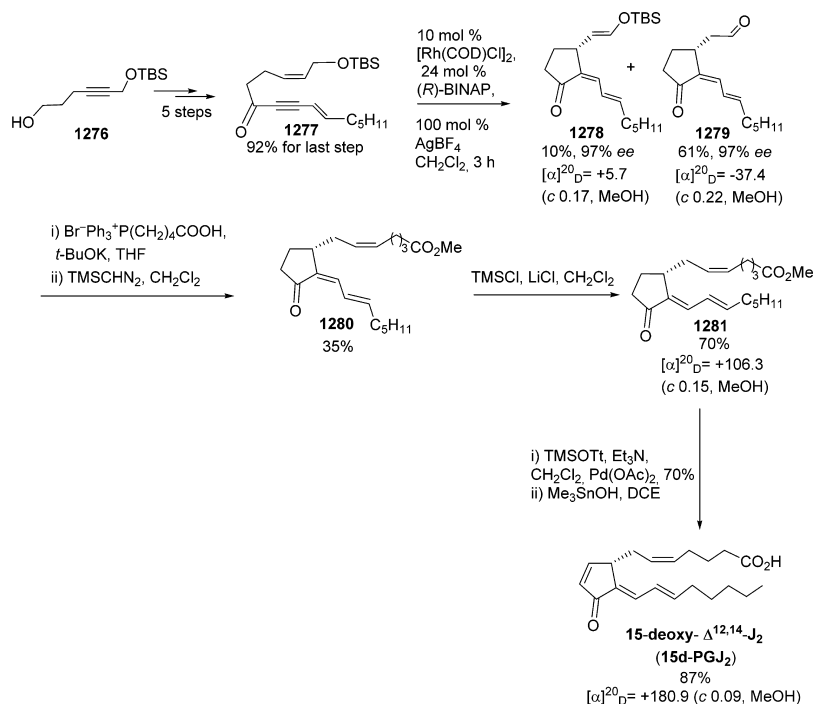 OTBS
HO
1276
5 steps
OTBS
O
C5H11
1277
92% for last step
10 mol %
[Rh(COD)Cl]2,
24 mol %
(R)-BINAP,
100 mol %
AgBF4
CH2Cl2, 3 h
OTBS
O
C5H11
1278
10%, 97% ee
[α]20D= +5.7
(c 0.17, MeOH)
+
O
O
C5H11
1279
61%, 97% ee
[α]20D= -37.4
(c 0.22, MeOH)
i) Br–Ph3+P(CH2)4COOH,
t-BuOK, THF
ii) TMSCHN2, CH2Cl2
( )3CO2Me
O
C5H11
1280
35%
TMSCl, LiCl, CH2Cl2
( )3CO2Me
O
C5H11
1281
70%
[α]20D= +106.3
(c 0.15, MeOH)
i) TMSOTt, Et3N,
CH2Cl2, Pd(OAc)2, 70%
ii) Me3SnOH, DCE
CO2H
O
15-deoxy- Δ12,14-J2
(15d-PGJ2)
87%
[α]20D= +180.9 (c 0.09, MeOH)